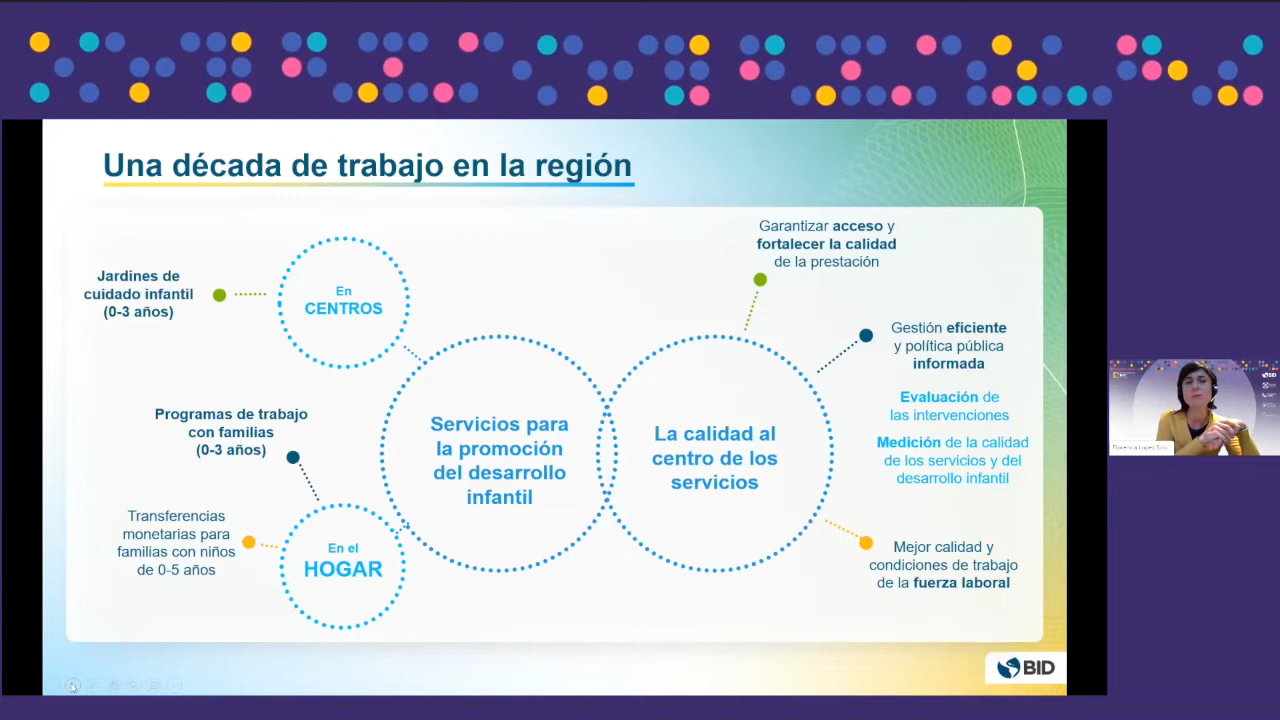 Una década de trabajo en la región
Jardines de
cuidado infantil
(0-3 años)
En
CENTROS
Programas de trabajo
con familias
(0-3 años)
Transferencias
monetarias para
familias con niños
de 0-5 años
En el
HOGAR
Servicios para
la promoción
del desarrollo
infantil
La calidad al
centro de los
servicios
Garantizar acceso y
fortalecer la calidad
de la prestación
Gestión eficiente
y política pública
informada
Evaluación de
las intervenciones
Medición de la calidad
de los servicios y del
desarrollo infantil
Mejor calidad y
condiciones de trabajo
de la fuerza laboral
BID
Florencia Lopez Boo
BID